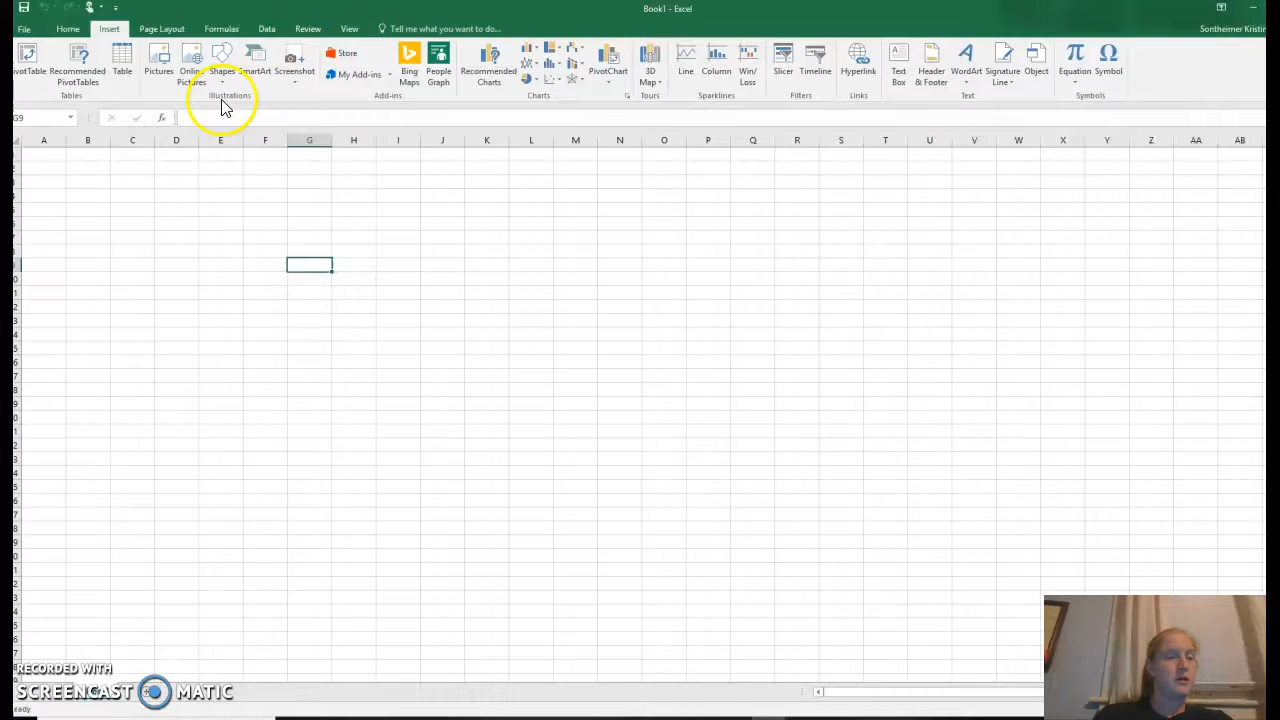 Book1 - Excel
File Home Insert Page Layout Formulas Data Review View Tell me what you want to do... Sontheimer Kristin
PivotTable Recommended PivotTables Table Pictures Online Pictures Shapes SmartArt Screenshot Store My Add-ins Bing Maps People Graph Recommended Charts PivotChart 3D Map Line Column Win/Loss Slicer Timeline Hyperlink Text Box Header & Footer WordArt Signature Line Object Equation Symbol
Tables Illustrations Add-ins Charts Tours Sparklines Filters Links Text Symbols
G9 fx
A B C D E F G H I J K L M N O P Q R S T U V W X Y Z AA AB
RECORDED WITH
SCREENCAST MATIC
eady